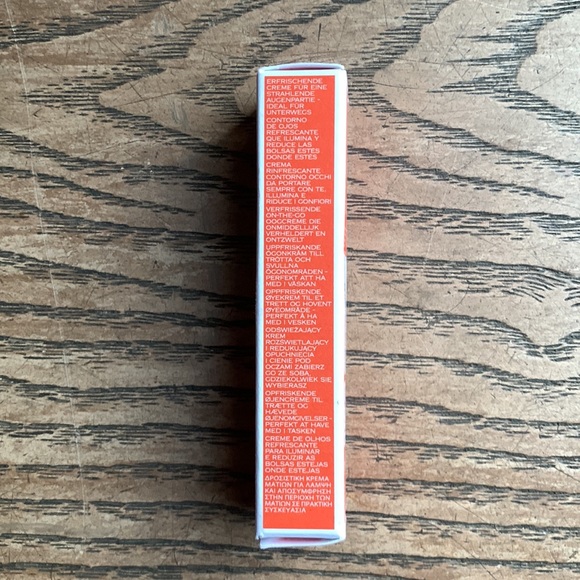 ERFRISCHENDE
CREME FÜR EINE
STRAHLENDE
AUGENPARTIE -
IDEAL FÜR
UNTERWEGS
CONTORNO
DE OJOS
REFRESCANTE
QUE ILUMINA Y
REDUCE LAS
BOLSAS ESTÉS
DONDE ESTÉS
CREMA
RINFRESCANTE
CONTORNO OCCHI
DA PORTARE
SEMPRE CON TE,
ILLUMINA E
RIDUCE I GONFIORI
VERFRISSENDE
ON-THE-GO
OOGCREME DIE
ONMIDDELLIJK
VERHELDERT EN
ONTZWELT
UPPFRISKANDE
ÖGONKRÄM TILL
TRÖTTA OCH
SVULLNA
ÖGONOMRÅDEN -
PERFEKT ATT HA
MED I VÄSKAN
OPPFRISKENDE
ØYEKREM TIL ET
TRETT OG HOVENT
ØYEOMRÅDE -
PERFEKT Å HA
MED I VESKEN
ODŚWIEŻAJĄCY
KREM
ROZŚWIETLAJĄCY
I REDUKUJĄCY
OPUCHNIĘCIA
I CIENIE POD
OCZAMI ZABIERZ
GO ZE SOBĄ,
GDZIEKOLWIEK SIĘ
WYBIERASZ
OPFRISKENDE
ØJENCREME TIL
TRÆTTE OG
HÆVEDE
ØJENOMGIVELSER -
PERFEKT AT HAVE
MED I TASKEN
CREME DE OLHOS
REFRESCANTE
PARA ILUMINAR
E REDUZIR AS
BOLSAS ESTEJAS
ONDE ESTEJAS
ΔΡΟΣΙΣΤΙΚΗ ΚΡΕΜΑ
ΜΑΤΙΩΝ ΓΙΑ ΛΑΜΨΗ
ΚΑΙ ΑΠΟΣΥΜΦΟΡΗΣΗ
ΣΤΗΝ ΠΕΡΙΟΧΗ ΤΩΝ
ΜΑΤΙΩΝ ΣΕ ΠΡΑΚΤΙΚΗ
ΣΥΣΚΕΥΑΣΙΑ